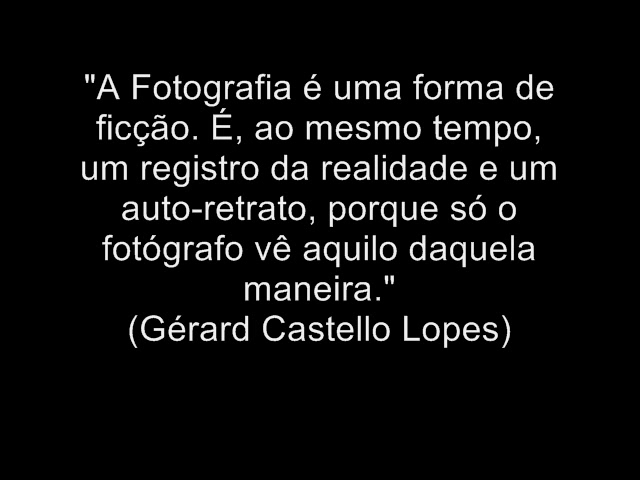 "A Fotografia é uma forma de
ficção. É, ao mesmo tempo,
um registro da realidade e um
auto-retrato, porque só o
fotógrafo vê aquilo daquela
maneira."
(Gérard Castello Lopes)